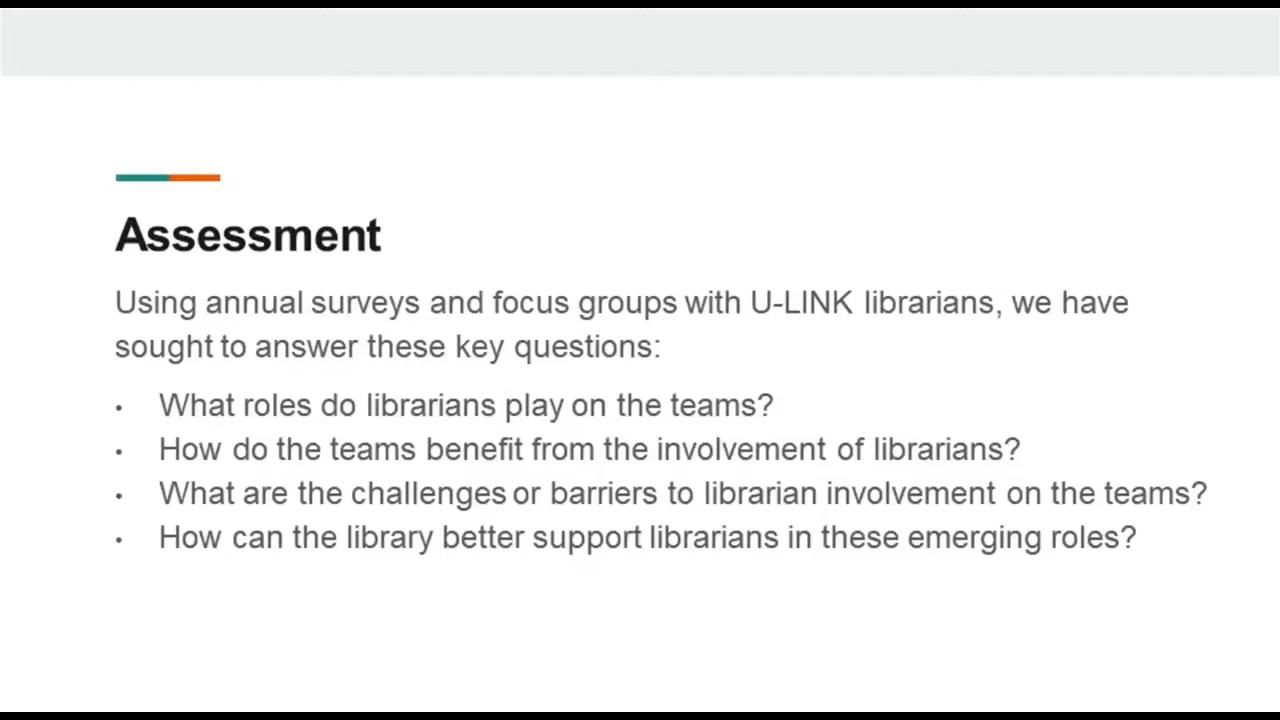 Assessment
Using annual surveys and focus groups with U-LINK librarians, we have
sought to answer these key questions:
• What roles do librarians play on the teams?
• How do the teams benefit from the involvement of librarians?
• What are the challenges or barriers to librarian involvement on the teams?
• How can the library better support librarians in these emerging roles?